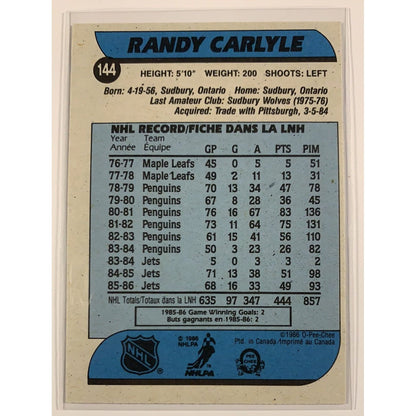 RANDY CARLYLE
144
HEIGHT: 5'10" WEIGHT: 200 SHOOTS: LEFT
Born: 4-19-56, Sudbury, Ontario Home: Sudbury, Ontario
Last Amateur Club: Sudbury Wolves (1975-76)
Acquired: Trade with Pittsburgh, 3-5-84
NHL RECORD/FICHE DANS LA LNH
Year Team GP G A PTS PIM
Année Équipe
76-77 Maple Leafs 45 0 5 5 51
77-78 Maple Leafs 49 2 11 13 31
78-79 Penguins 70 13 34 47 78
79-80 Penguins 67 8 28 36 45
80-81 Penguins 76 16 67 83 136
81-82 Penguins 73 11 64 75 131
82-83 Penguins 61 15 41 56 110
83-84 Penguins 50 3 23 26 82
83-84 Jets 5 0 3 3 2
84-85 Jets 71 13 38 51 98
85-86 Jets 68 16 33 49 93
NHL Totals/Totaux dans la LNH 635 97 347 444 857
1985-86 Game Winning Goals: 2
Buts gagnants en 1985-86: 2
NHL
© 1986
NHLPA
NHLPA
O-PEE-CHEE
©1986 O-Pee-Chee
Ptd. in Canada/Imprimé au Canada